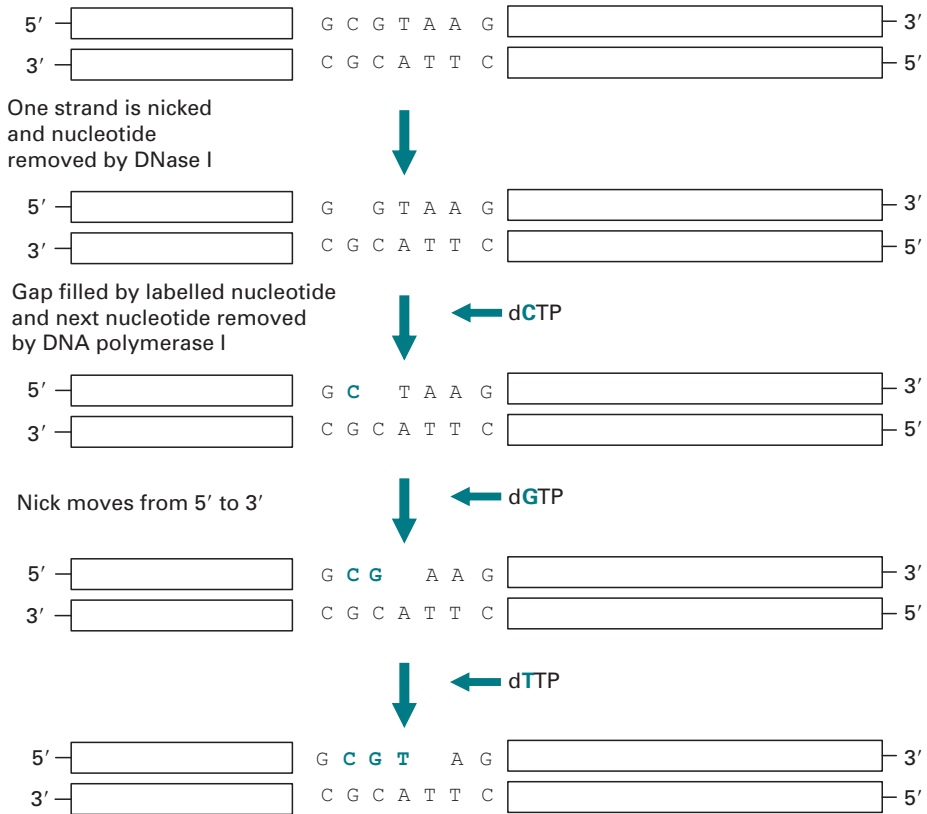 5′ G C G T A A G 3′
3′ C G C A T T C 5′
One strand is nicked
and nucleotide
removed by DNase I
5′ G G T A A G 3′
3′ C G C A T T C 5′
Gap filled by labelled nucleotide
and next nucleotide removed
by DNA polymerase I
dCTP
5′ G C T A A G 3′
3′ C G C A T T C 5′
Nick moves from 5′ to 3′
dGTP
5′ G C G A A G 3′
3′ C G C A T T C 5′
dTTP
5′ G C G T A G 3′
3′ C G C A T T C 5′